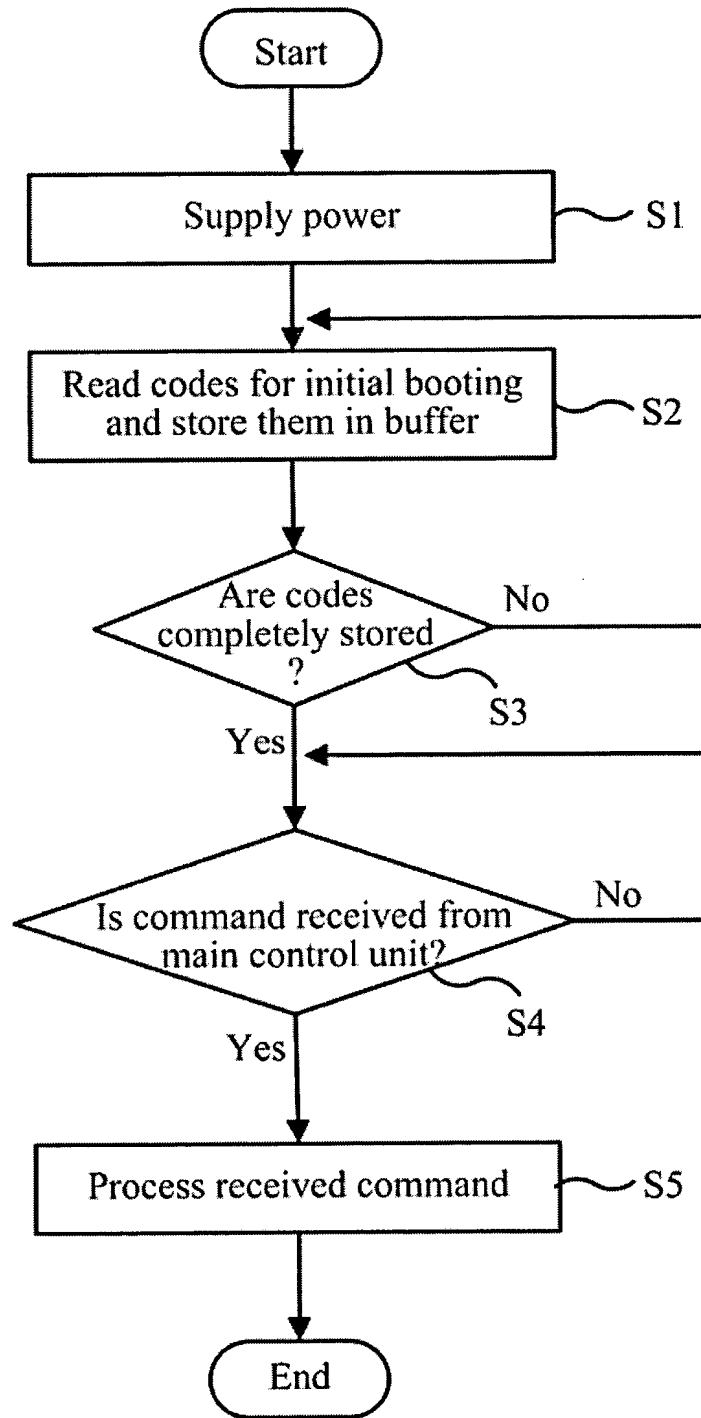 Start
Supply power
S1
Read codes for initial booting
and store them in buffer
S2
Are codes
completely stored
?
No
S3
Yes
Is command received from
main control unit?
No
S4
Yes
Process received command
S5
End